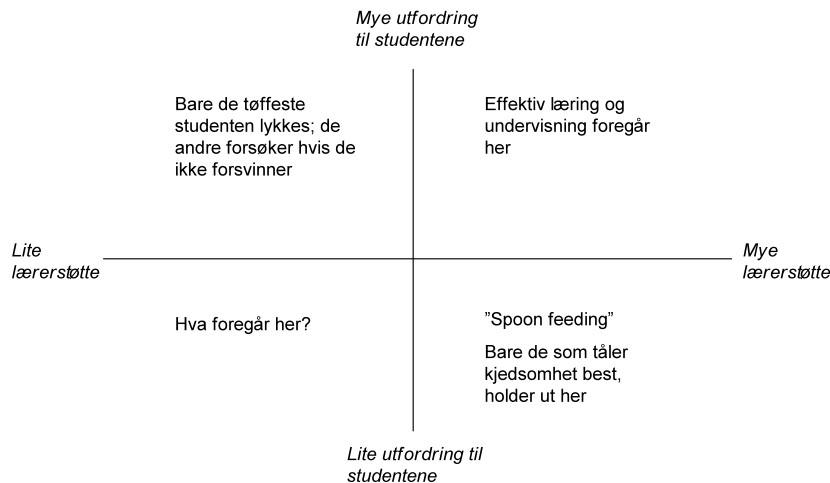 Mye utfordring
til studentene
Bare de tøffeste
studenten lykkes; de
andre forsøker hvis de
ikke forsvinner
Effektiv læring og
undervisning foregår
her
Lite
lærerstøtte
Mye
lærerstøtte
Hva foregår her?
”Spoon feeding”
Bare de som tåler
kjedsomhet best,
holder ut her
Lite utfordring til
studentene